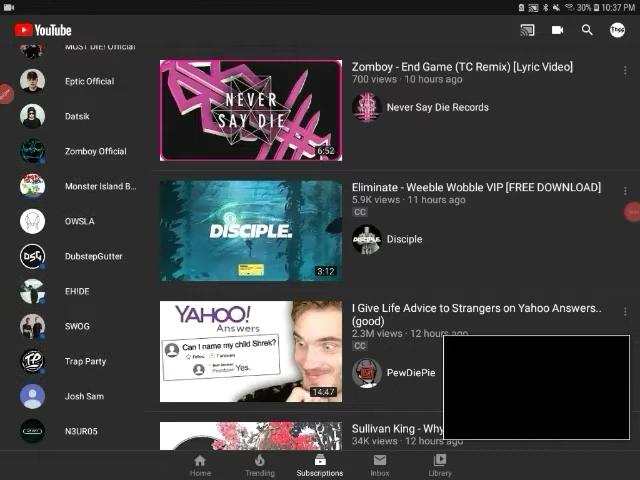 30% 10:37 PM
YouTube
MUST DIE! Official
Eptic Official
Datsik
Zomboy Official
Monster Island B...
OWSLA
DubstepGutter
EH!DE
SWOG
Trap Party
Josh Sam
N3UR05
NEVER
SAY DIE
6:52
Zomboy - End Game (TC Remix) [Lyric Video]
700 views · 10 hours ago
Never Say Die Records
DISCIPLE.
3:12
Eliminate - Weeble Wobble VIP [FREE DOWNLOAD]
5.9K views · 11 hours ago
CC
DISCIPLE.
Disciple
YAHOO!
Answers
Can I name my child Shrek?
Yes.
14:47
I Give Life Advice to Strangers on Yahoo Answers..
(good)
2.3M views · 12 hours ago
CC
PewDiePie
Sullivan King - Why
34K views · 12 hours
Home
Trending
Subscriptions
Inbox
Library